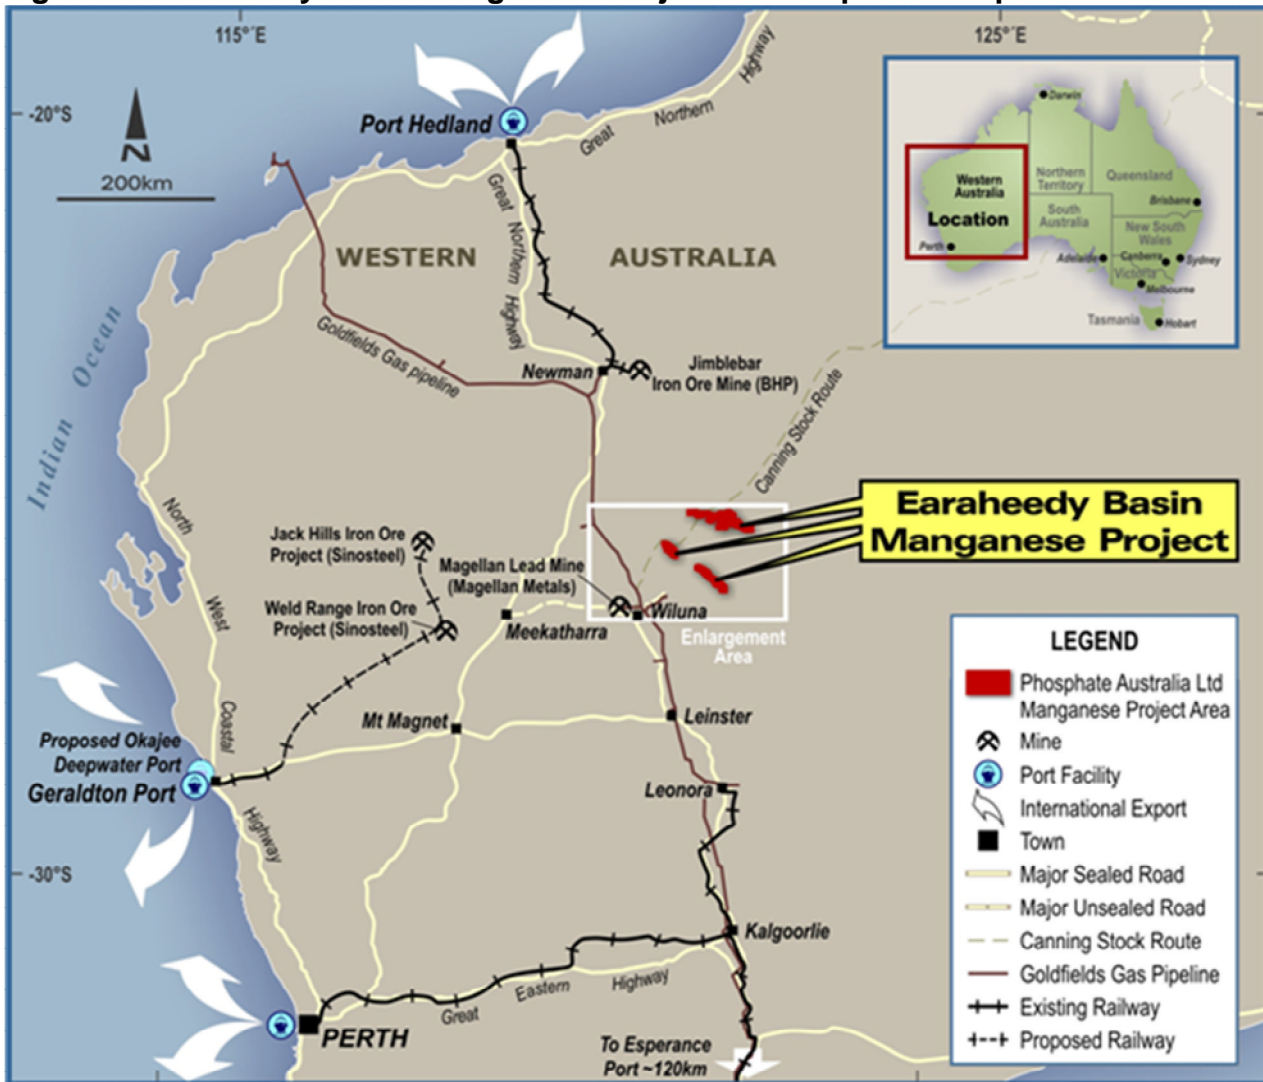 115°E
125°E
-20°S
N
200km
Port Hedland
Great
Northern
Highway
Great Northern Highway
WESTERN
AUSTRALIA
Indian Ocean
Goldfields Gas pipeline
Newman
Jimblebar
Iron Ore Mine (BHP)
Canning Stock Route
Darwin
Western
Australia
Northern
Territory
Queensland
Location
South
Australia
Brisbane
New South
Wales
Perth
Adelaide
Canberra
Sydney
Victoria
Melbourne
Tasmania
Hobart
Earaheedy Basin
Manganese Project
North
West
Coastal
Highway
Jack Hills Iron Ore
Project (Sinosteel)
Magellan Lead Mine
(Magellan Metals)
Weld Range Iron Ore
Project (Sinosteel)
Meekatharra
Wiluna
Enlargement
Area
Mt Magnet
Leinster
Proposed Okajee
Deepwater Port
Geraldton Port
Leonora
-30°S
Kalgoorlie
Great
Eastern
Highway
PERTH
To Esperance
Port ~120km
LEGEND
Phosphate Australia Ltd
Manganese Project Area
Mine
Port Facility
International Export
Town
Major Sealed Road
Major Unsealed Road
Canning Stock Route
Goldfields Gas Pipeline
Existing Railway
Proposed Railway